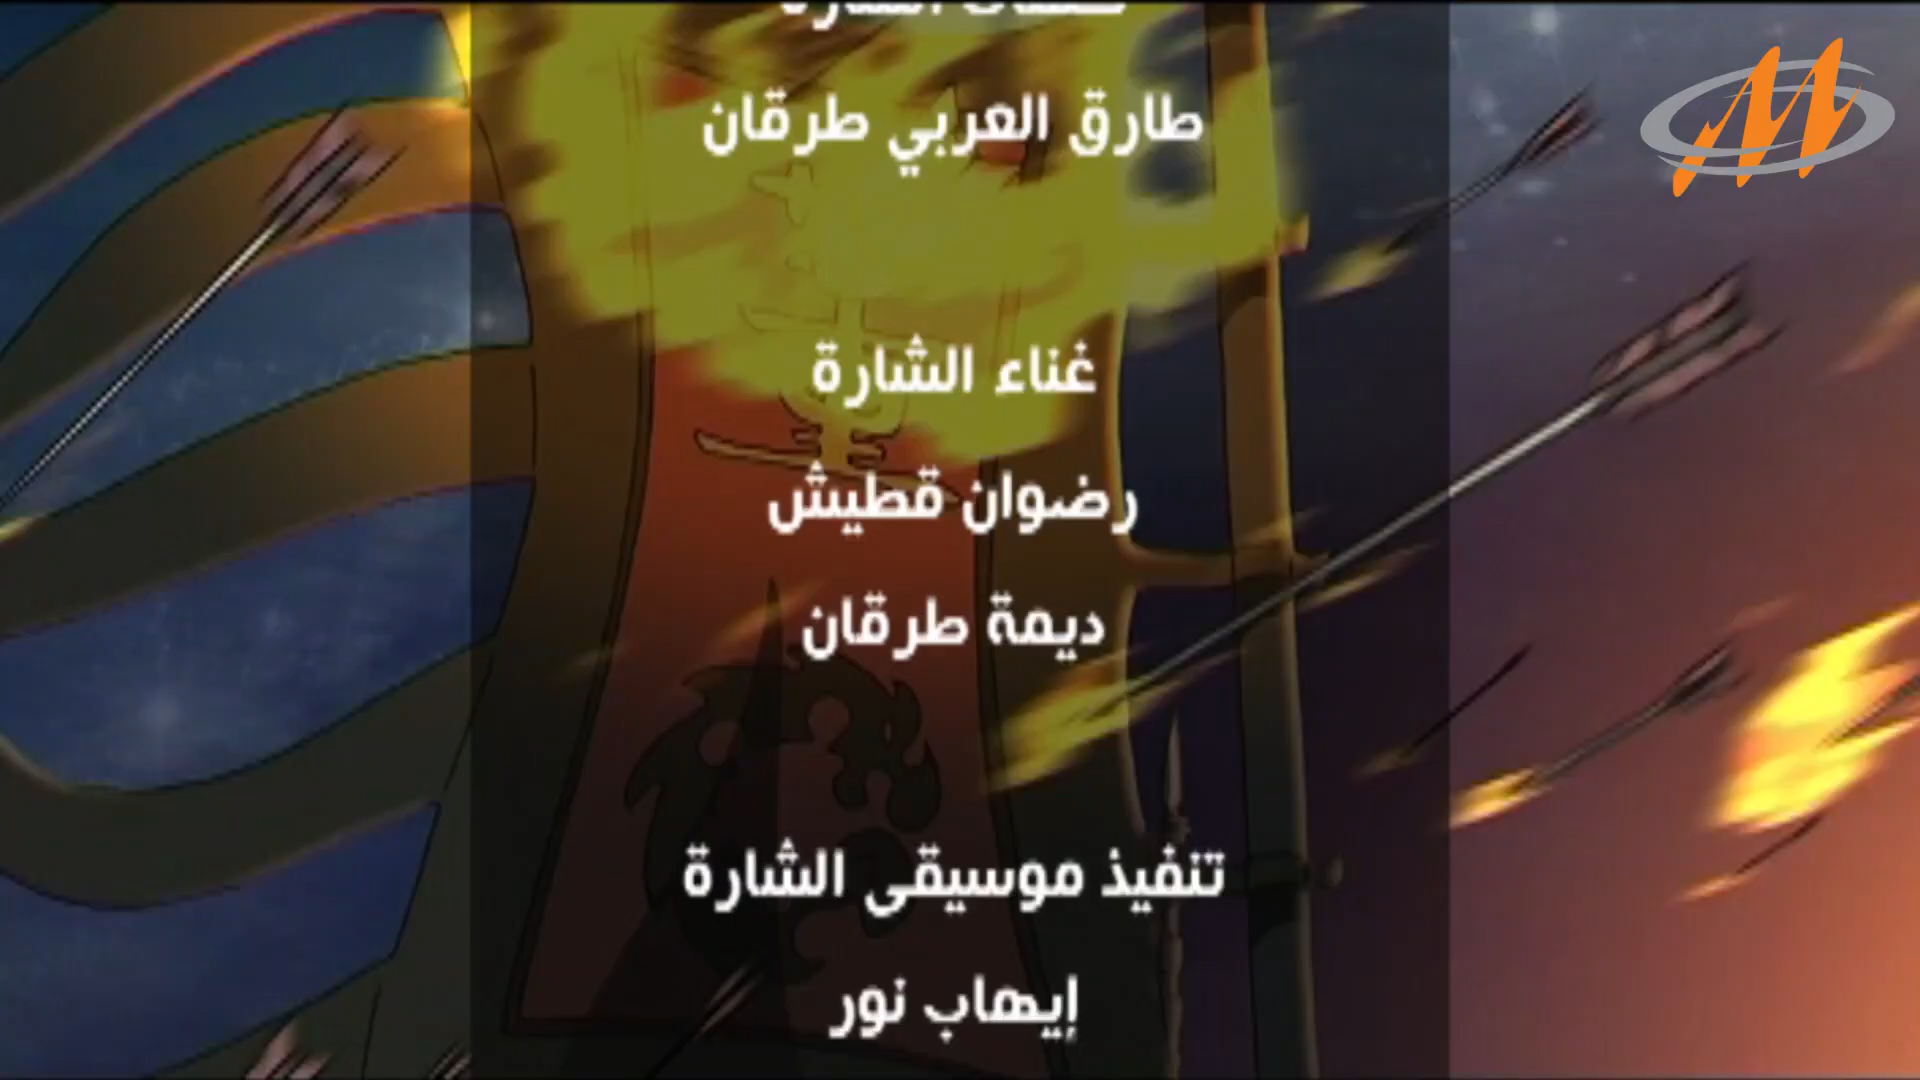 طارق العربي طرقان
غناء الشارة
رضوان قطيش
ديمة طرقان
تنفيذ موسيقى الشارة
إيهاب نور